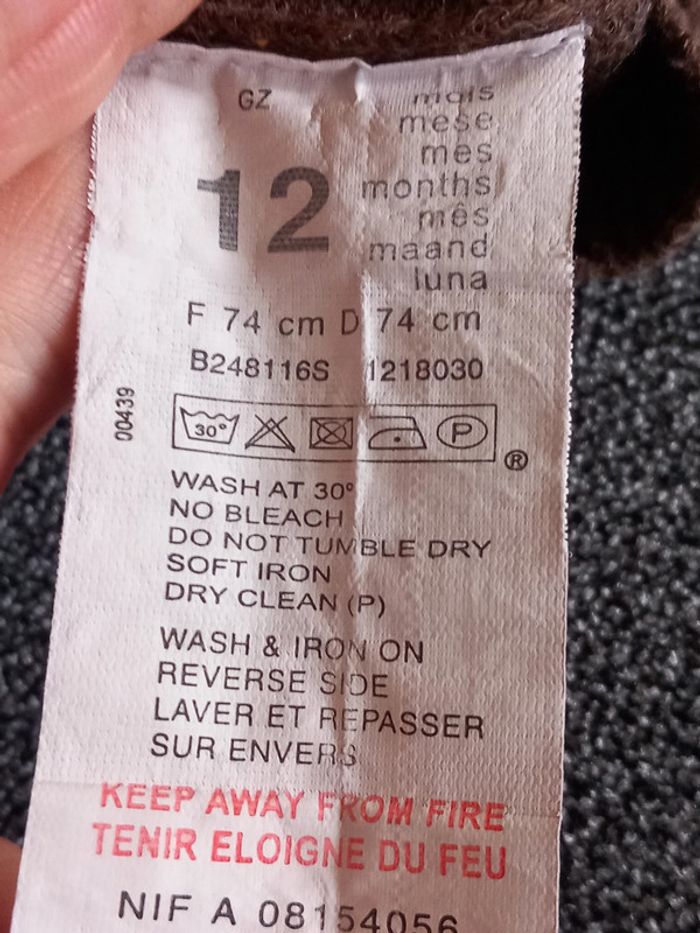 GZ
mois
mese
mes
12 months
mês
maand
luna
F 74 cm D 74 cm
B248116S 1218030
00439
30° P
®
WASH AT 30°
NO BLEACH
DO NOT TUMBLE DRY
SOFT IRON
DRY CLEAN (P)
WASH & IRON ON
REVERSE SIDE
LAVER ET REPASSER
SUR ENVERS
KEEP AWAY FROM FIRE
TENIR ELOIGNE DU FEU
NIF A 08154056